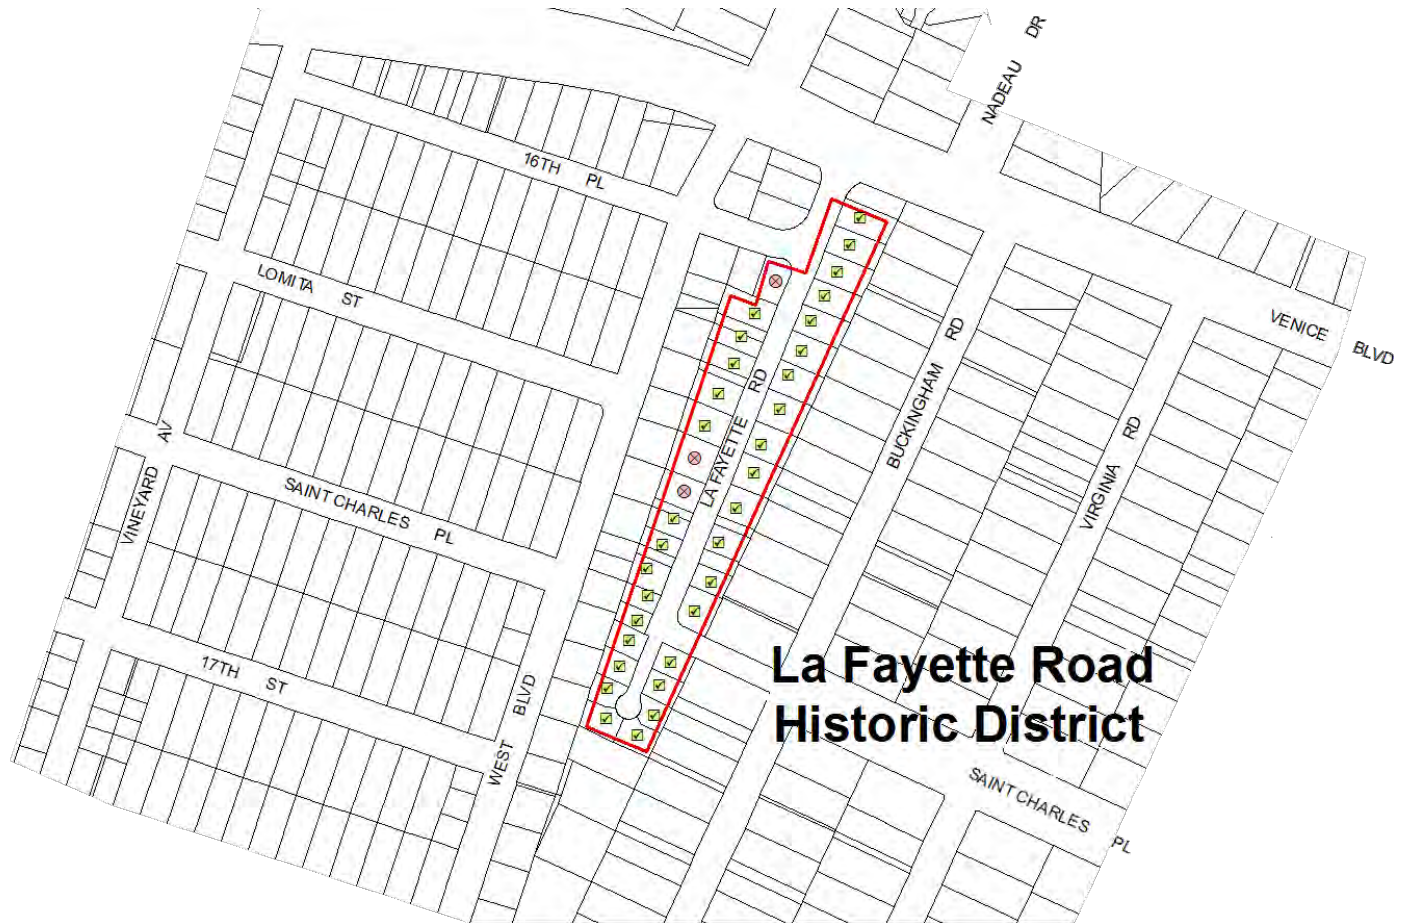 NADEAU DR
16TH PL
LOMITA ST
VENICE BLVD
LA FAYETTE RD
BUCKINGHAM RD
VIRGINIA RD
VINEYARD AV
SAINT CHARLES PL
17TH ST
WEST BLVD
La Fayette Road
Historic District
SAINT CHARLES PL